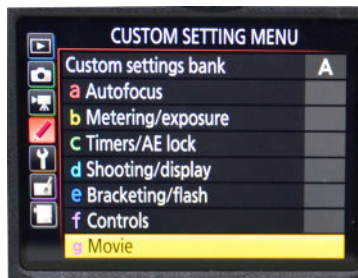 CUSTOM SETTING MENU
Custom settings bank A
a Autofocus
b Metering/exposure
c Timers/AE lock
d Shooting/display
e Bracketing/flash
f Controls
g Movie